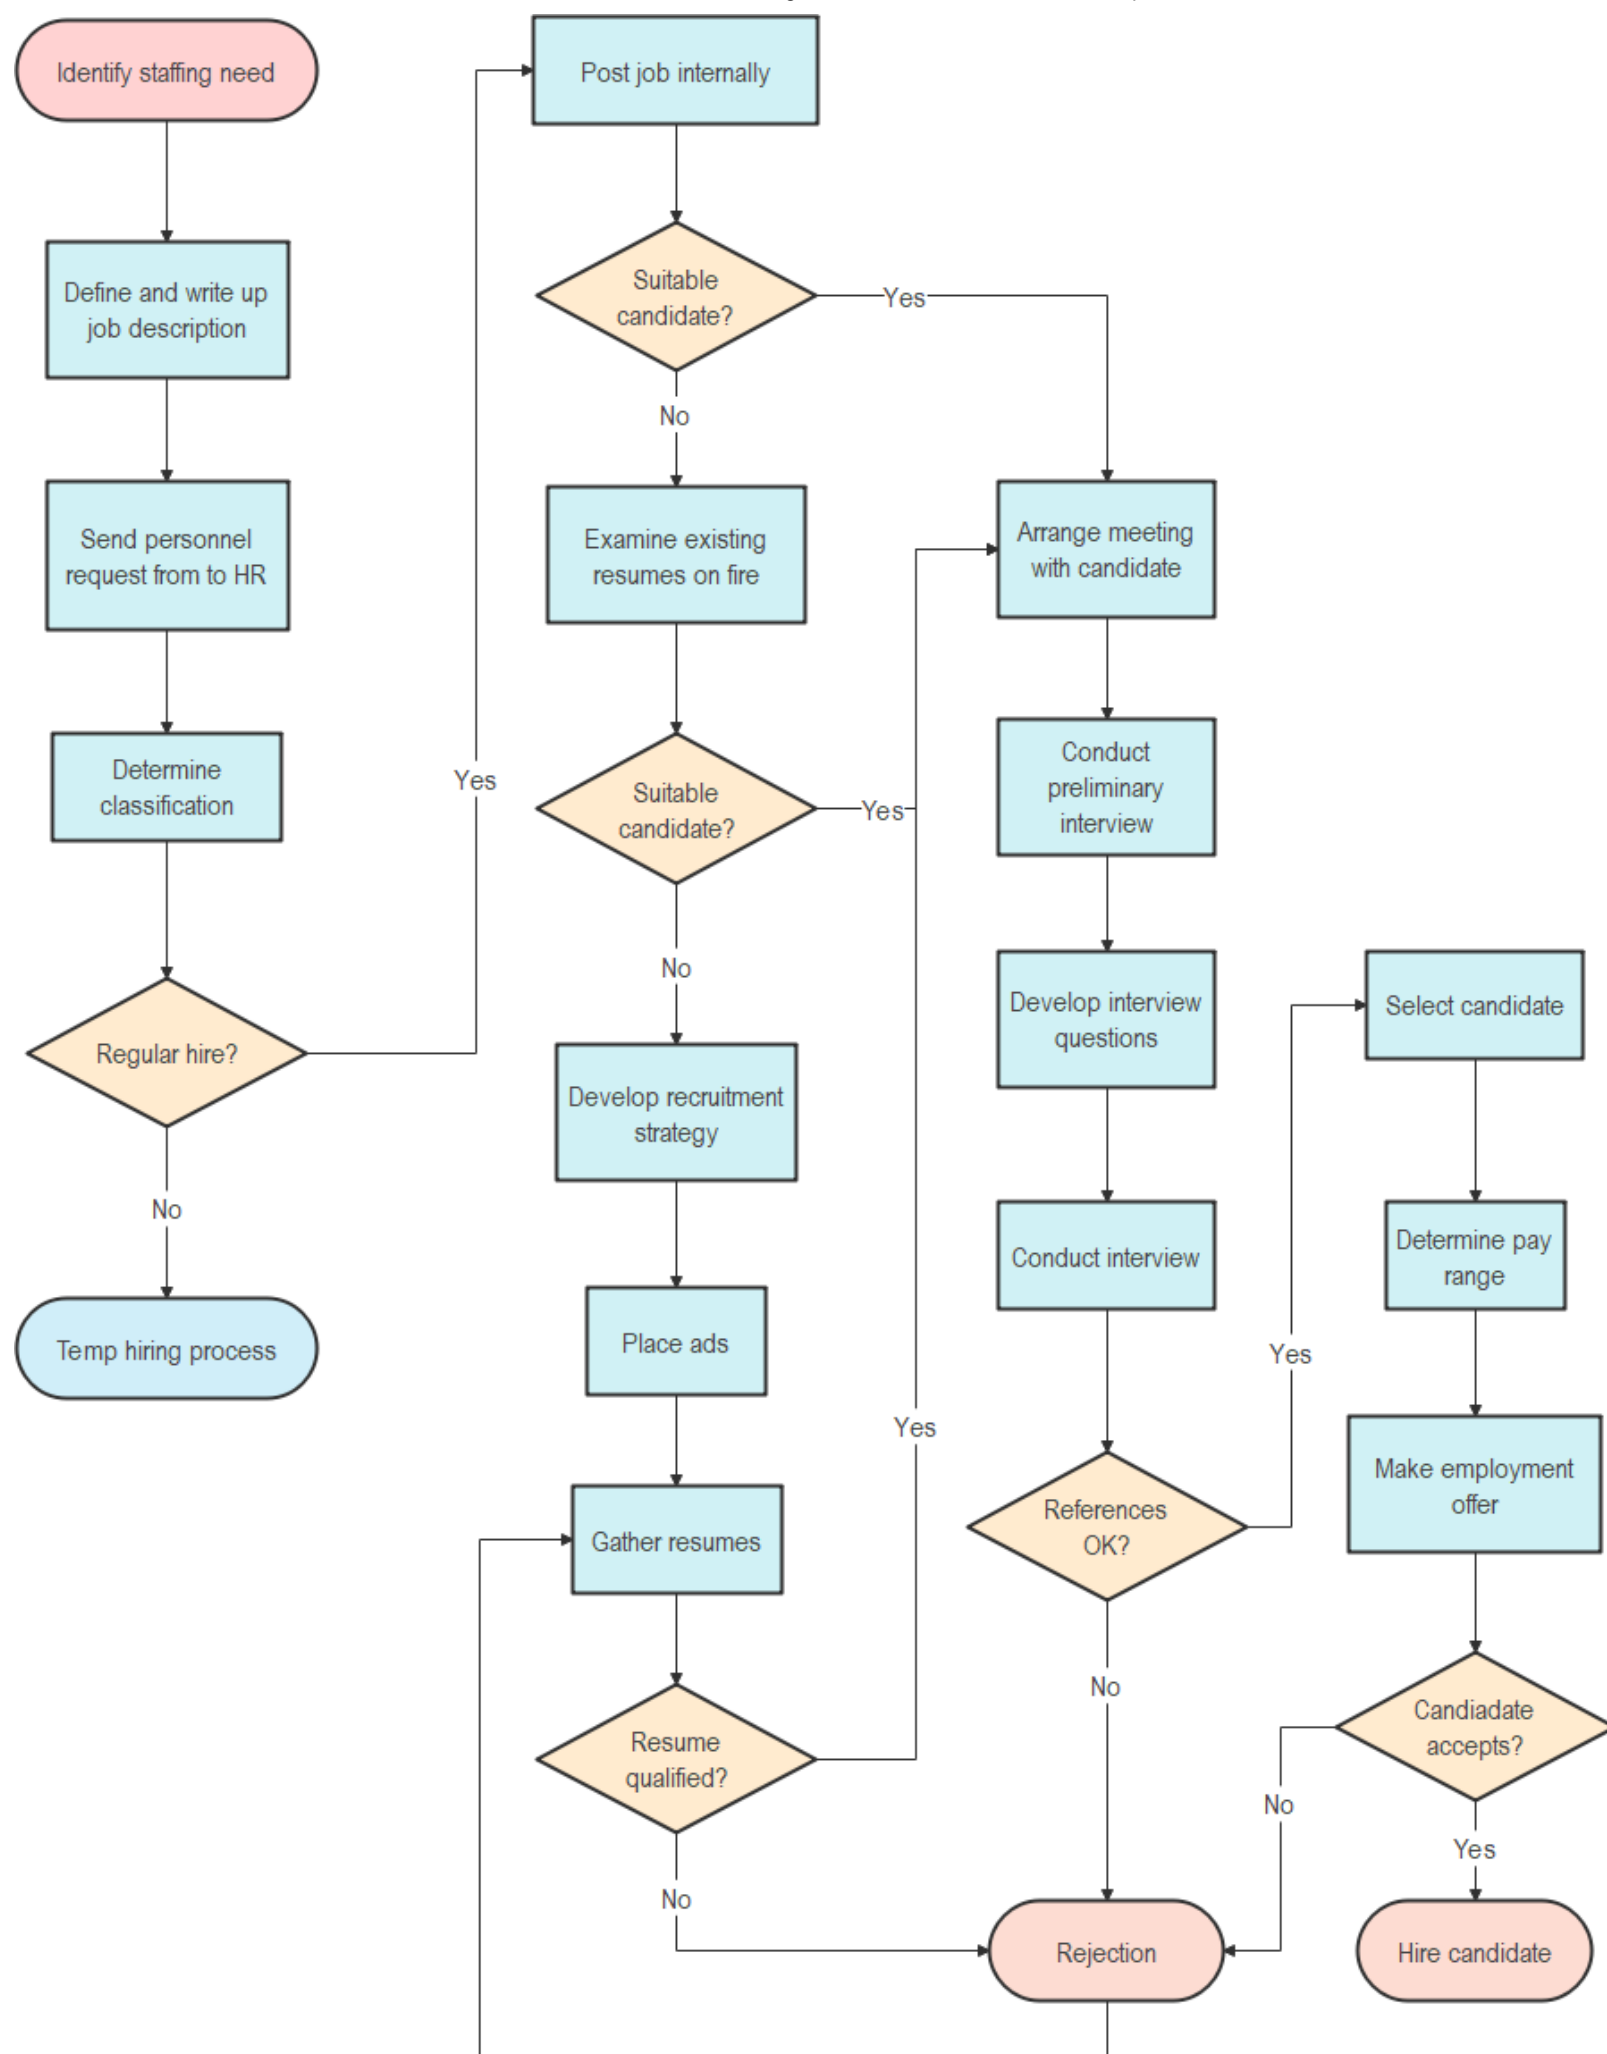 Identify staffing need
Define and write up
job description
Send personnel
request from to HR
Determine
classification
Regular hire?
No
Temp hiring process
Yes
Post job internally
Suitable
candidate?
Yes
No
Examine existing
resumes on fire
Suitable
candidate?
Yes
No
Develop recruitment
strategy
Place ads
Gather resumes
Resume
qualified?
Yes
No
Arrange meeting
with candidate
Conduct
preliminary
interview
Develop interview
questions
Conduct interview
References
OK?
Yes
No
Rejection
Select candidate
Determine pay
range
Make employment
offer
Candiadate
accepts?
No
Yes
Hire candidate